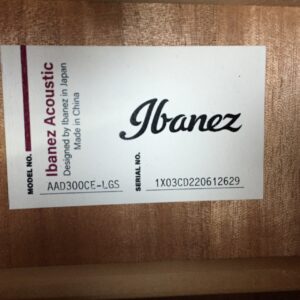 Ibanez Acoustic
Designed by Ibanez in Japan
Made in China
Ibanez
MODEL NO. AAD300CE-LGS
SERIAL NO. 1X03CD220612629